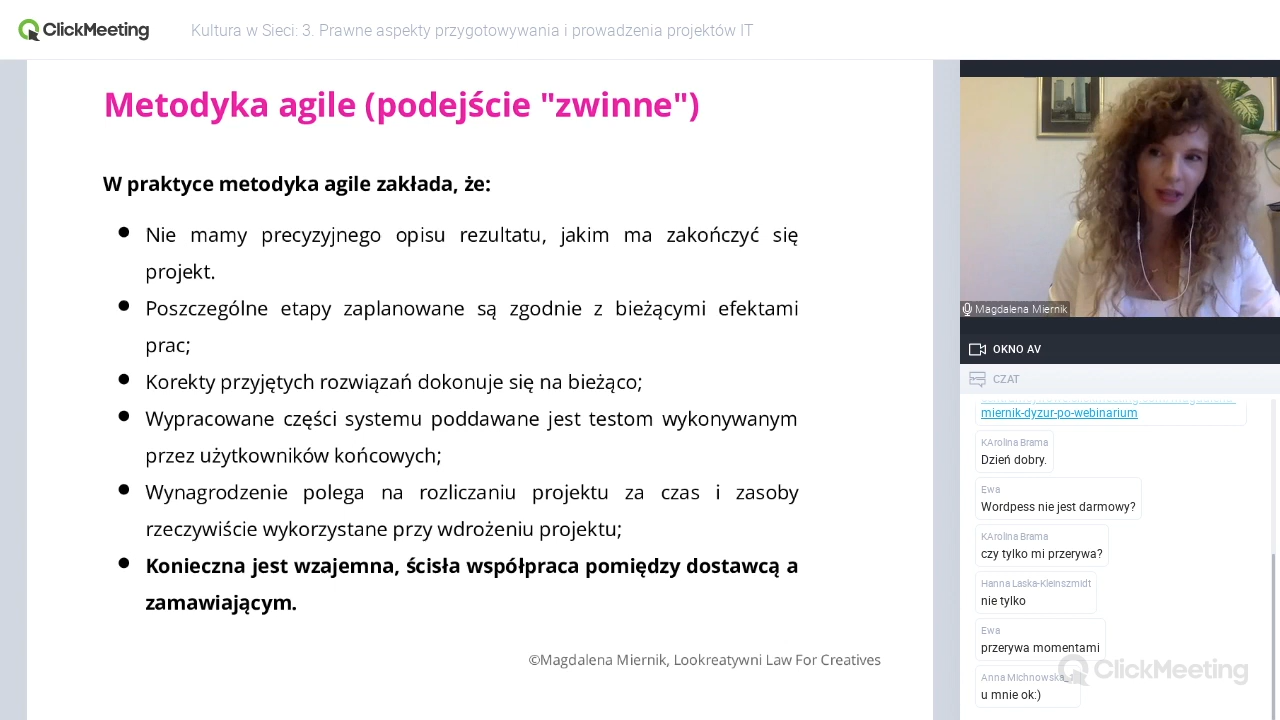 ClickMeeting
Kultura w Sieci: 3. Prawne aspekty przygotowywania i prowadzenia projektów IT
Metodyka agile (podejście "zwinne")
W praktyce metodyka agile zakłada, że:
Nie mamy precyzyjnego opisu rezultatu, jakim ma zakończyć się
projekt.
Poszczególne etapy zaplanowane są zgodnie z bieżącymi efektami
prac;
Korekty przyjętych rozwiązań dokonuje się na bieżąco;
Wypracowane części systemu poddawane jest testom wykonywanym
przez użytkowników końcowych;
Wynagrodzenie polega na rozliczaniu projektu za czas i zasoby
rzeczywiście wykorzystane przy wdrożeniu projektu;
Konieczna jest wzajemna, ścisła współpraca pomiędzy dostawcą a
zamawiającym.
©Magdalena Miernik, Lookreatywni Law For Creatives
Magdalena Miernik
OKNO AV
CZAT
miernik-dyzur-po-webinarium
KArolina Brama
Dzień dobry.
Ewa
Wordpess nie jest darmowy?
KArolina Brama
czy tylko mi przerywa?
Hanna Laska-Kleinszmidt
nie tylko
Ewa
przerywa momentami
Anna Michnowska_
u mnie ok:)
ClickMeeting